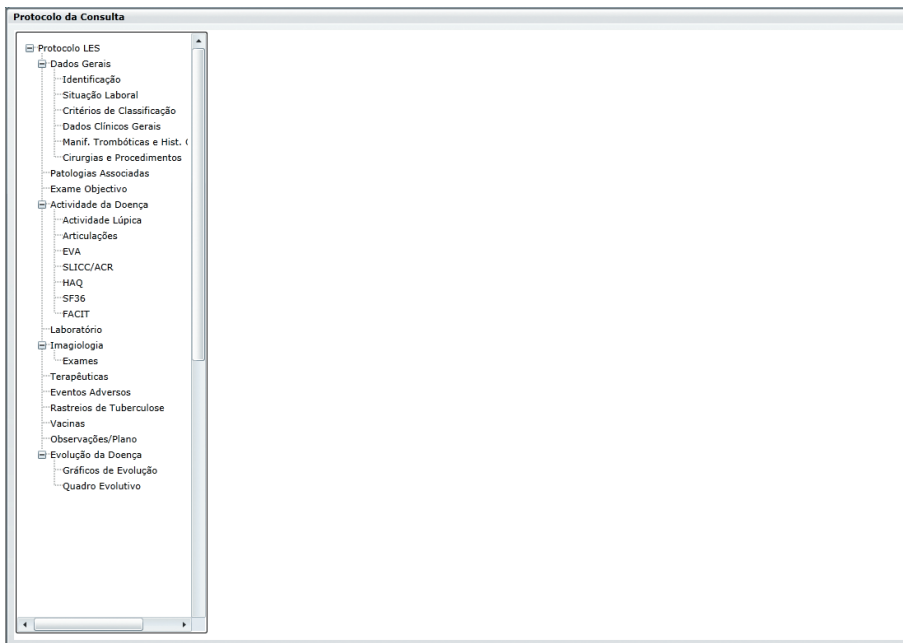 Protocolo da Consulta
Protocolo LES
Dados Gerais
Identificação
Situação Laboral
Critérios de Classificação
Dados Clínicos Gerais
Manif. Trombóticas e Hist.
Cirurgias e Procedimentos
Patologias Associadas
Exame Objectivo
Actividade da Doença
Actividade Lúpica
Articulações
EVA
SLICC/ACR
HAQ
SF36
FACIT
Laboratório
Imagiologia
Exames
Terapêuticas
Eventos Adversos
Rastreios de Tuberculose
Vacinas
Observações/Plano
Evolução da Doença
Gráficos de Evolução
Quadro Evolutivo